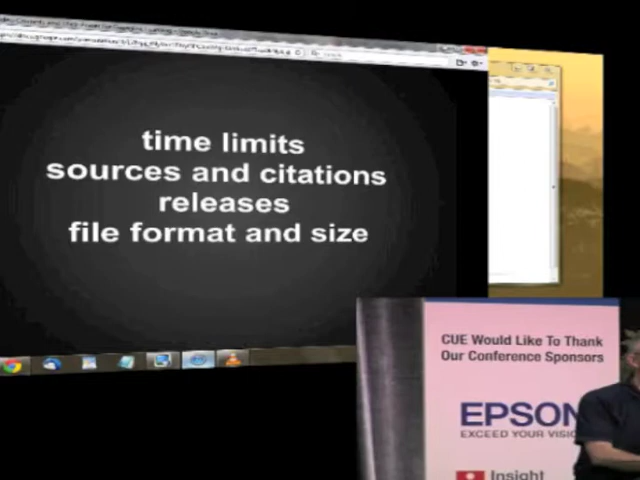 time limits
sources and citations
releases
file format and size
CUE Would Like To Thank
Our Conference Sponsors
EPSON
EXCEED YOUR
Insight